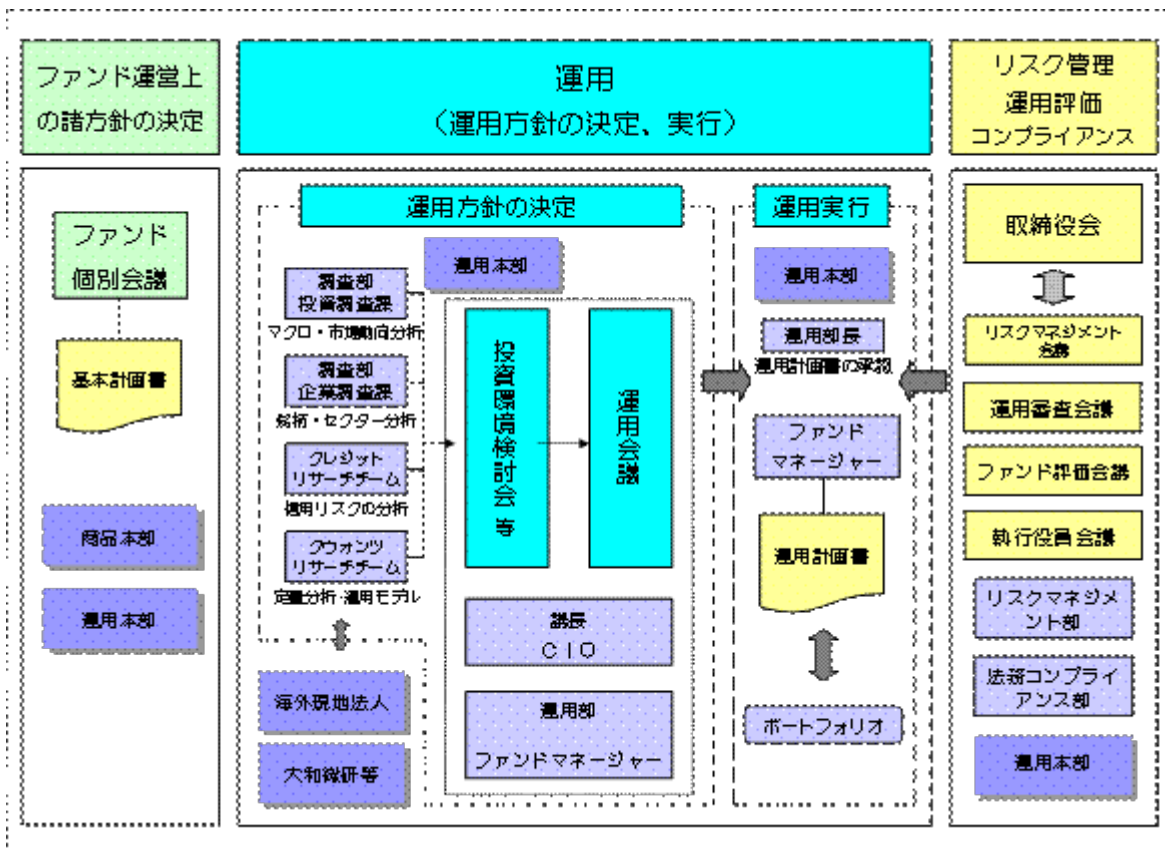 ファンド運営上
の諸方針の決定
運用
（運用方針の決定、実行）
リスク管理
運用評価
コンプライアンス
ファンド
個別会議
基本計画書
商品本部
運用本部
運用方針の決定
運用本部
調査部
投資調査課
マクロ・市場動向分析
調査部
企業調査課
銘柄・セクター分析
クレジット
リサーチチーム
信用リスクの分析
クウォンツ
リサーチチーム
定量分析・運用モデル
海外現地法人
大和総研等
投資環境検討会 等
運用会議
議長
ＣＩＯ
運用部
ファンドマネージャー
運用実行
運用本部
運用部長
運用計画書の承認
ファンド
マネージャー
運用計画書
ポートフォリオ
取締役会
リスクマネジメント
会議
運用審査会議
ファンド評価会議
執行役員会議
リスクマネジメ
ント部
法務コンプライ
アンス部
運用本部